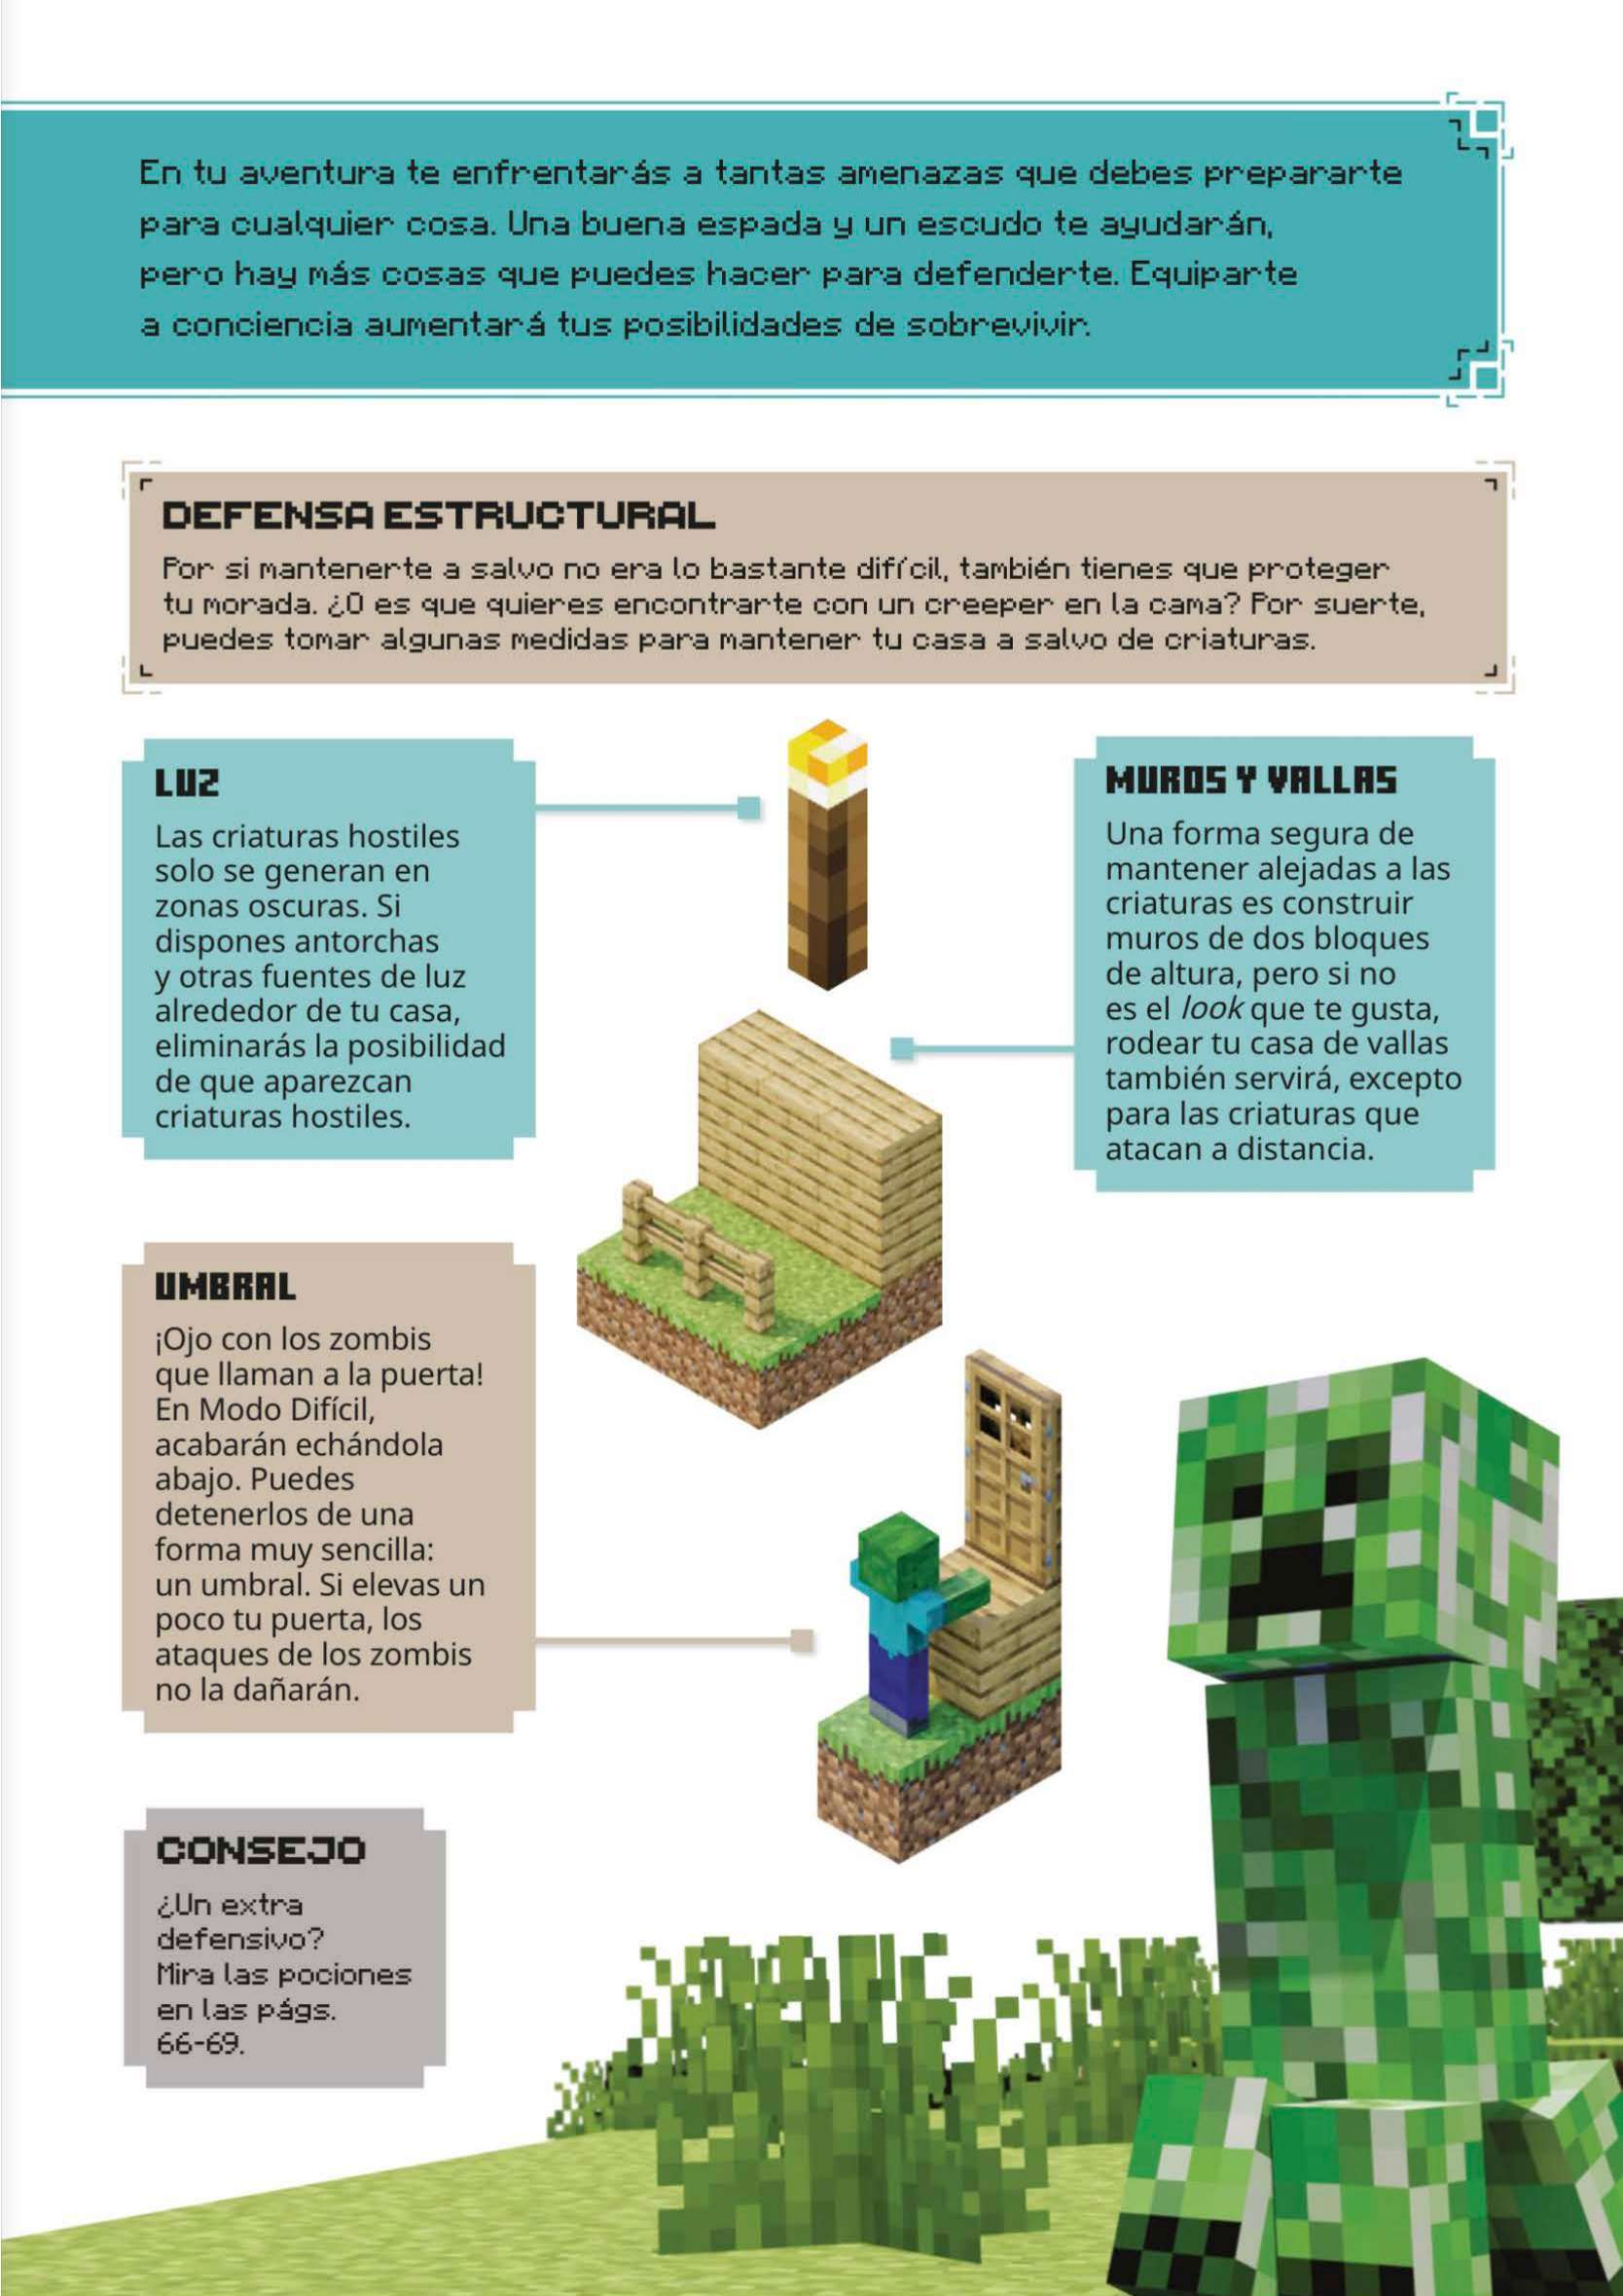 En tu aventura te enfrentarás a tantas amenazas que debes prepararte
para cualquier cosa. Una buena espada y un escudo te ayudarán,
pero hay más cosas que puedes hacer para defenderte. Equiparte
a conciencia aumentará tus posibilidades de sobrevivir.
DEFENSA ESTRUCTURAL
Por si mantenerte a salvo no era lo bastante difícil, también tienes que proteger
tu morada. ¿O es que quieres encontrarte con un creeper en la cama? Por suerte,
puedes tomar algunas medidas para mantener tu casa a salvo de criaturas.
LUZ
Las criaturas hostiles
solo se generan en
zonas oscuras. Si
dispones antorchas
y otras fuentes de luz
alrededor de tu casa,
eliminarás la posibilidad
de que aparezcan
criaturas hostiles.
MUROS Y VALLAS
Una forma segura de
mantener alejadas a las
criaturas es construir
muros de dos bloques
de altura, pero si no
es el look que te gusta,
rodear tu casa de vallas
también servirá, excepto
para las criaturas que
atacan a distancia.
UMBRAL
¡Ojo con los zombis
que llaman a la puerta!
En Modo Difícil,
acabarán echándola
abajo. Puedes
detenerlos de una
forma muy sencilla:
un umbral. Si elevas un
poco tu puerta, los
ataques de los zombis
no la dañarán.
CONSEJO
¿Un extra
defensivo?
Mira las pociones
en las págs.
66-69.